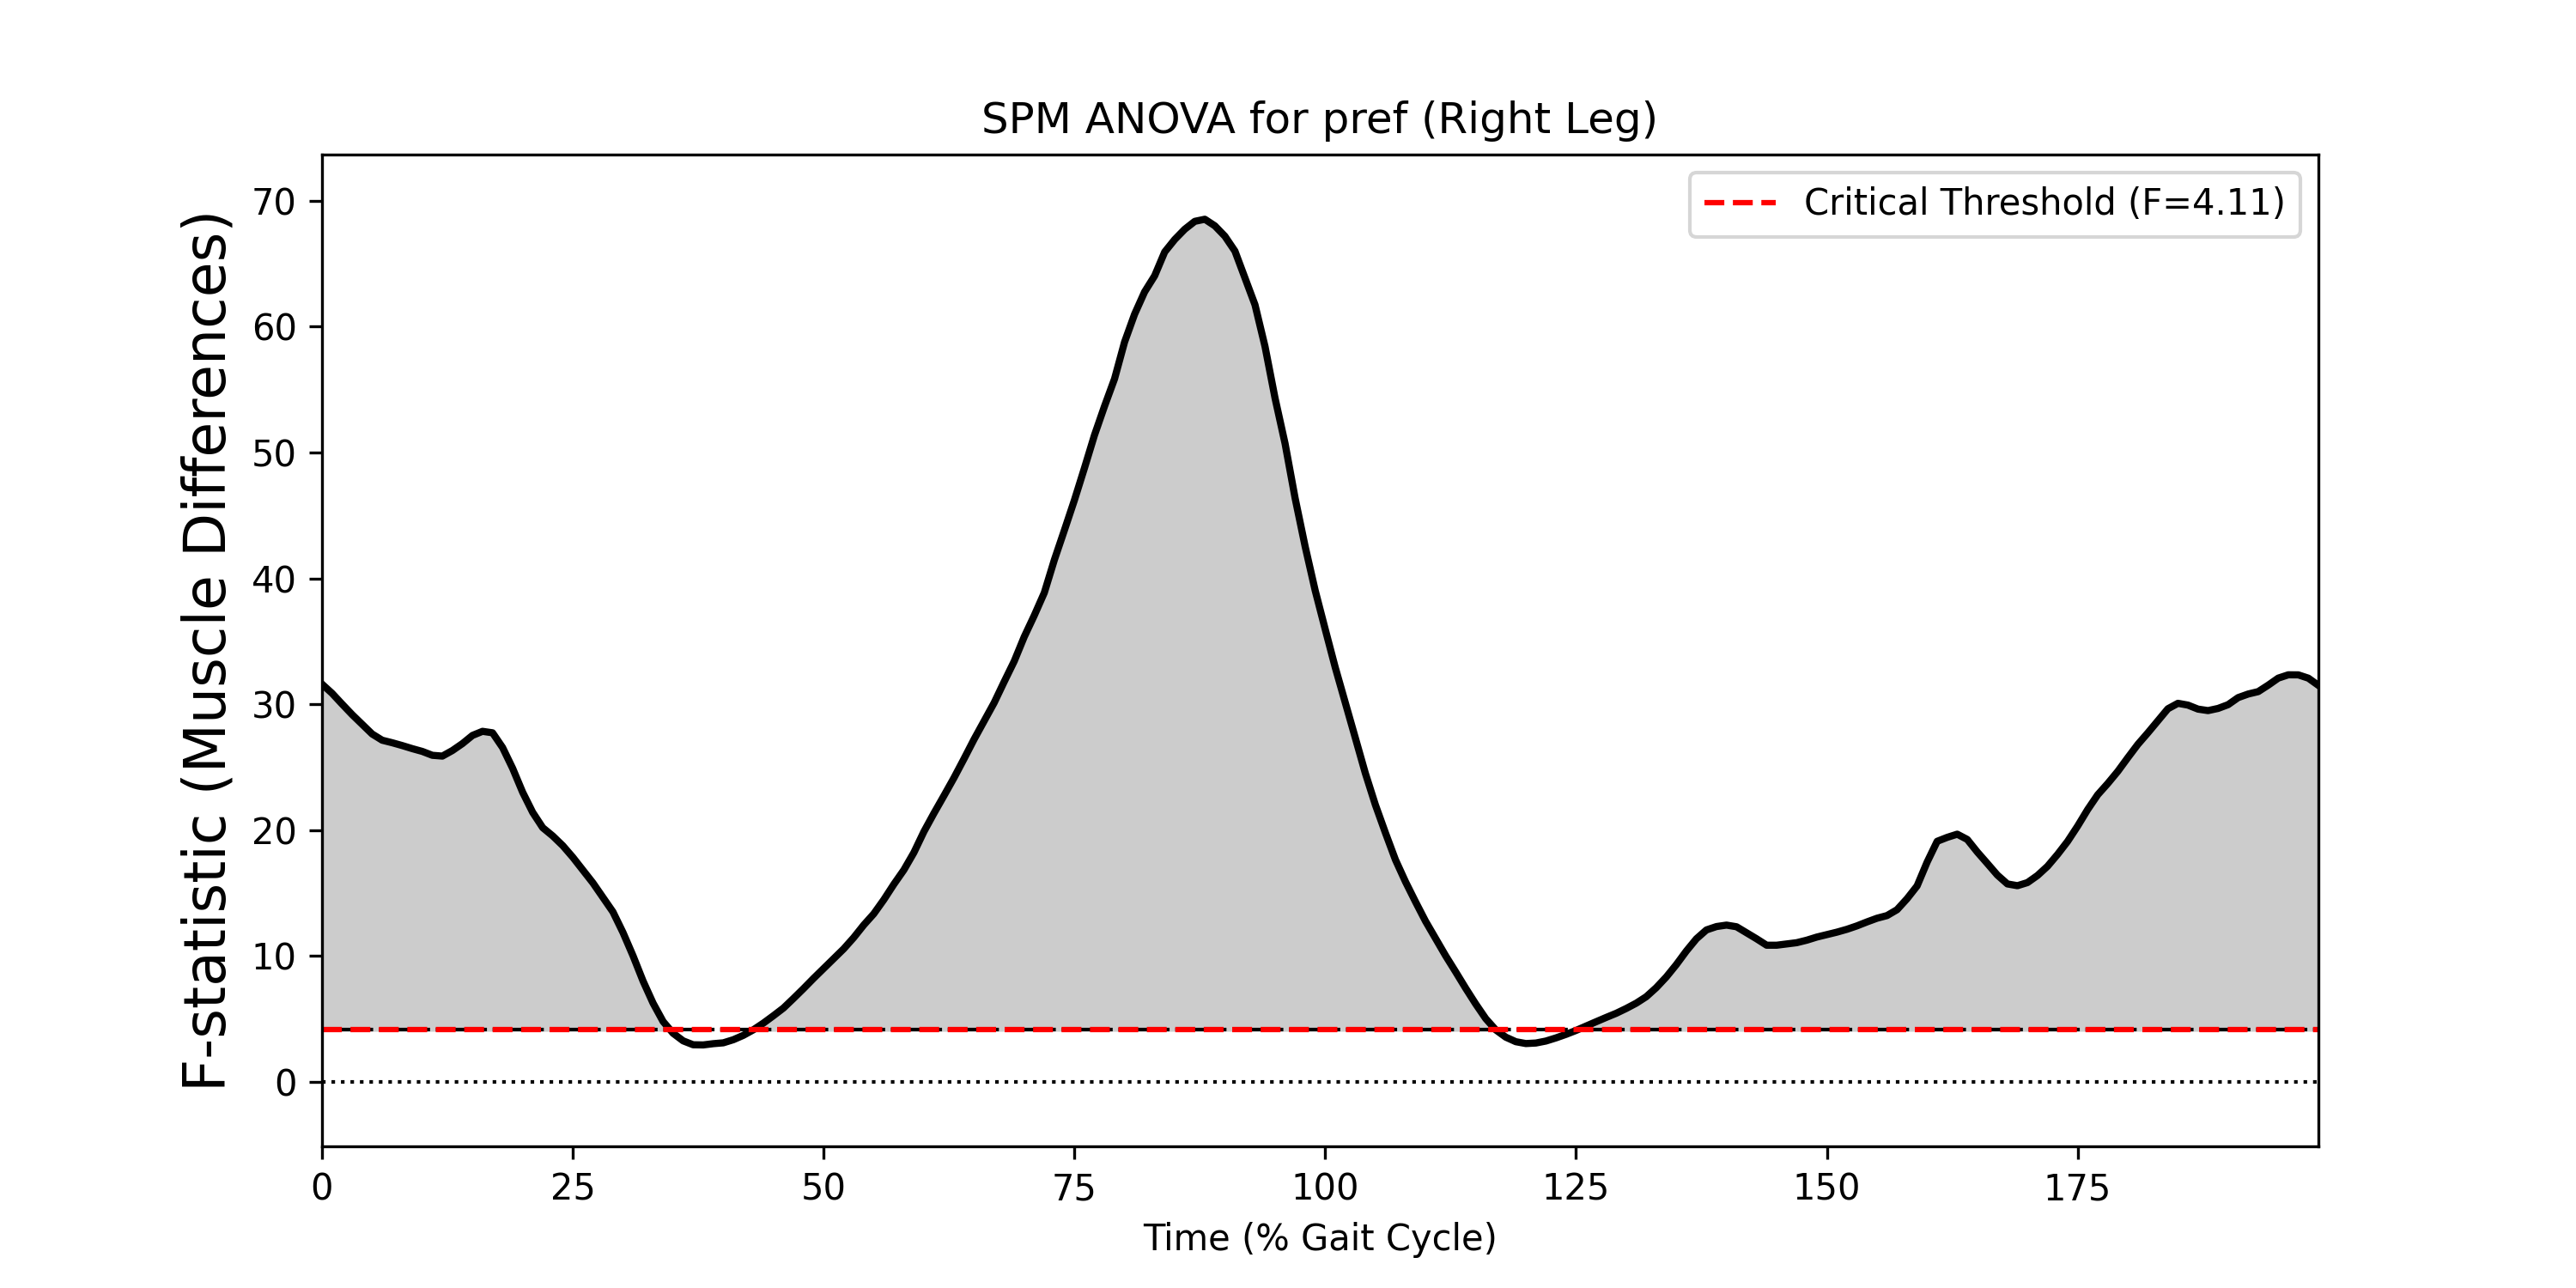 SPM ANOVA for pref (Right Leg)
Critical Threshold (F=4.11)
F-statistic (Muscle Differences)
70
60
50
40
30
20
10
0
0 25 50 75 100 125 150 175
Time (% Gait Cycle)